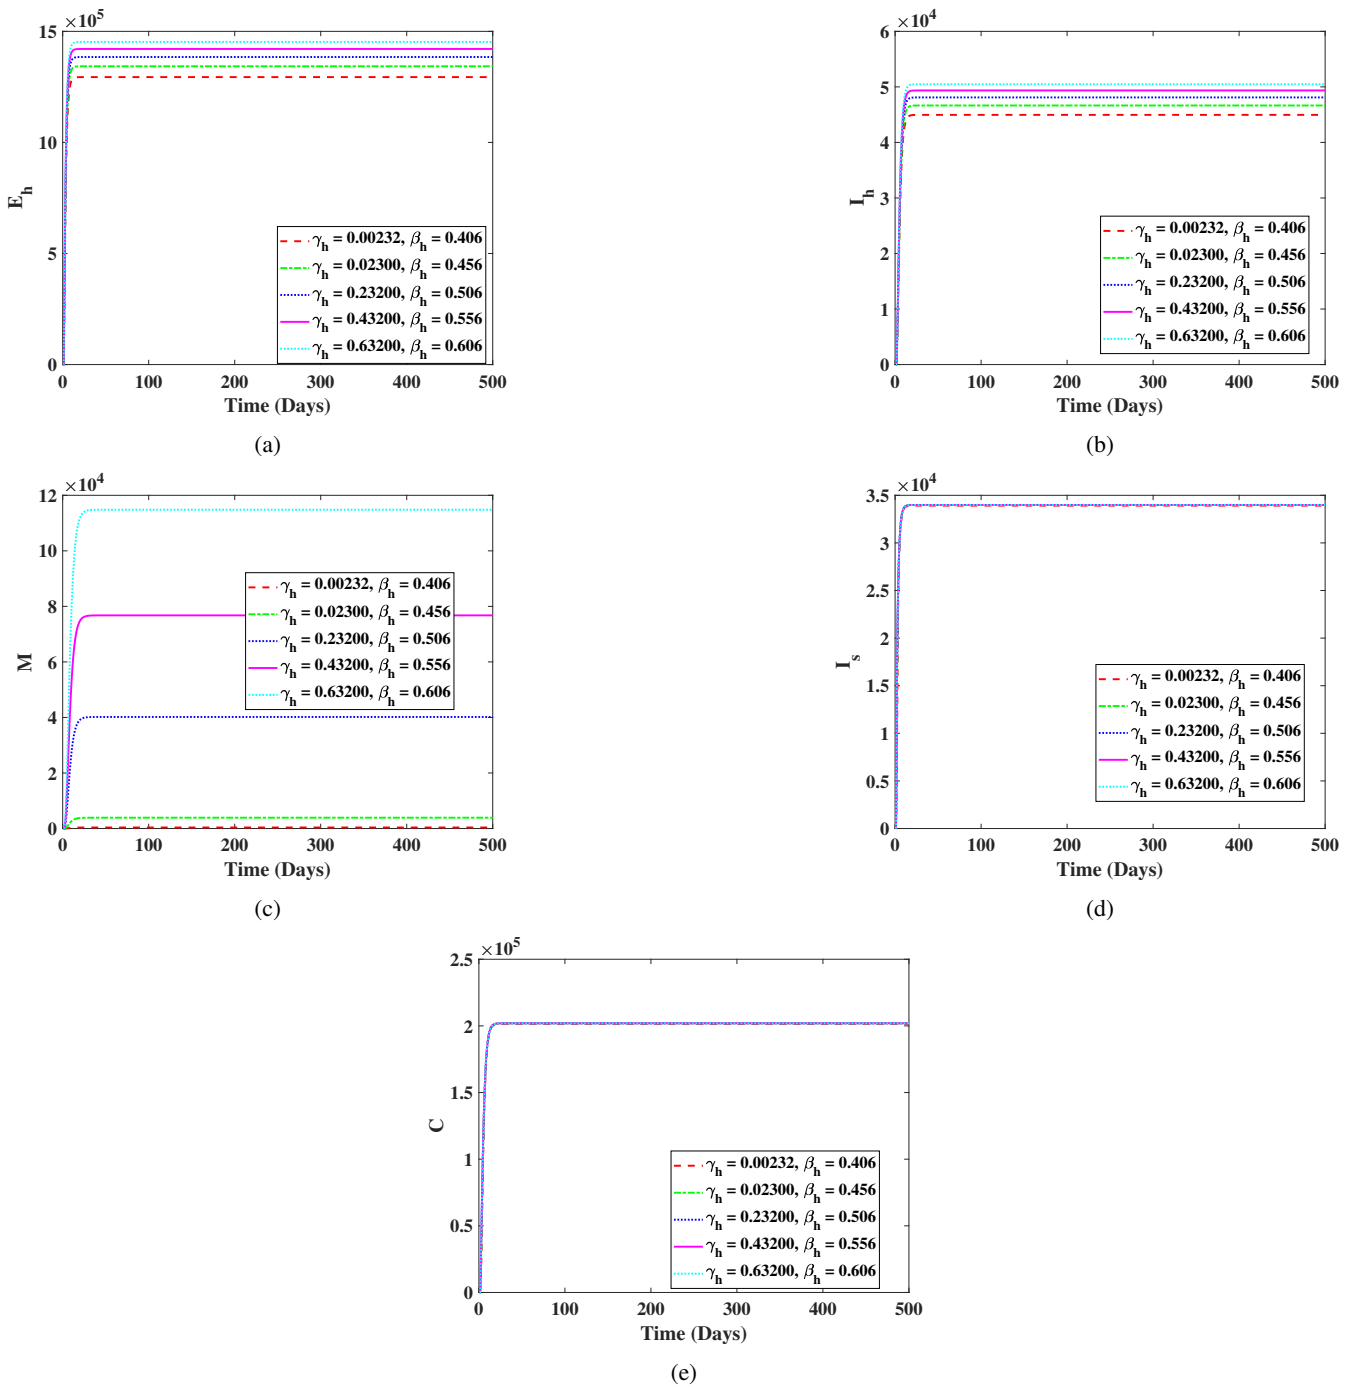 ×10⁵
15
10
5
0
E_h
0 100 200 300 400 500
Time (Days)
γ_h = 0.00232, β_h = 0.406
γ_h = 0.02300, β_h = 0.456
γ_h = 0.23200, β_h = 0.506
γ_h = 0.43200, β_h = 0.556
γ_h = 0.63200, β_h = 0.606
(a)
×10⁴
6
5
4
3
2
1
0
I_h
0 100 200 300 400 500
Time (Days)
γ_h = 0.00232, β_h = 0.406
γ_h = 0.02300, β_h = 0.456
γ_h = 0.23200, β_h = 0.506
γ_h = 0.43200, β_h = 0.556
γ_h = 0.63200, β_h = 0.606
(b)
×10⁴
12
10
8
6
4
2
0
M
0 100 200 300 400 500
Time (Days)
γ_h = 0.00232, β_h = 0.406
γ_h = 0.02300, β_h = 0.456
γ_h = 0.23200, β_h = 0.506
γ_h = 0.43200, β_h = 0.556
γ_h = 0.63200, β_h = 0.606
(c)
×10⁴
3.5
3
2.5
2
1.5
1
0.5
0
I_s
0 100 200 300 400 500
Time (Days)
γ_h = 0.00232, β_h = 0.406
γ_h = 0.02300, β_h = 0.456
γ_h = 0.23200, β_h = 0.506
γ_h = 0.43200, β_h = 0.556
γ_h = 0.63200, β_h = 0.606
(d)
×10⁵
2.5
2
1.5
1
0.5
0
C
0 100 200 300 400 500
Time (Days)
γ_h = 0.00232, β_h = 0.406
γ_h = 0.02300, β_h = 0.456
γ_h = 0.23200, β_h = 0.506
γ_h = 0.43200, β_h = 0.556
γ_h = 0.63200, β_h = 0.606
(e)